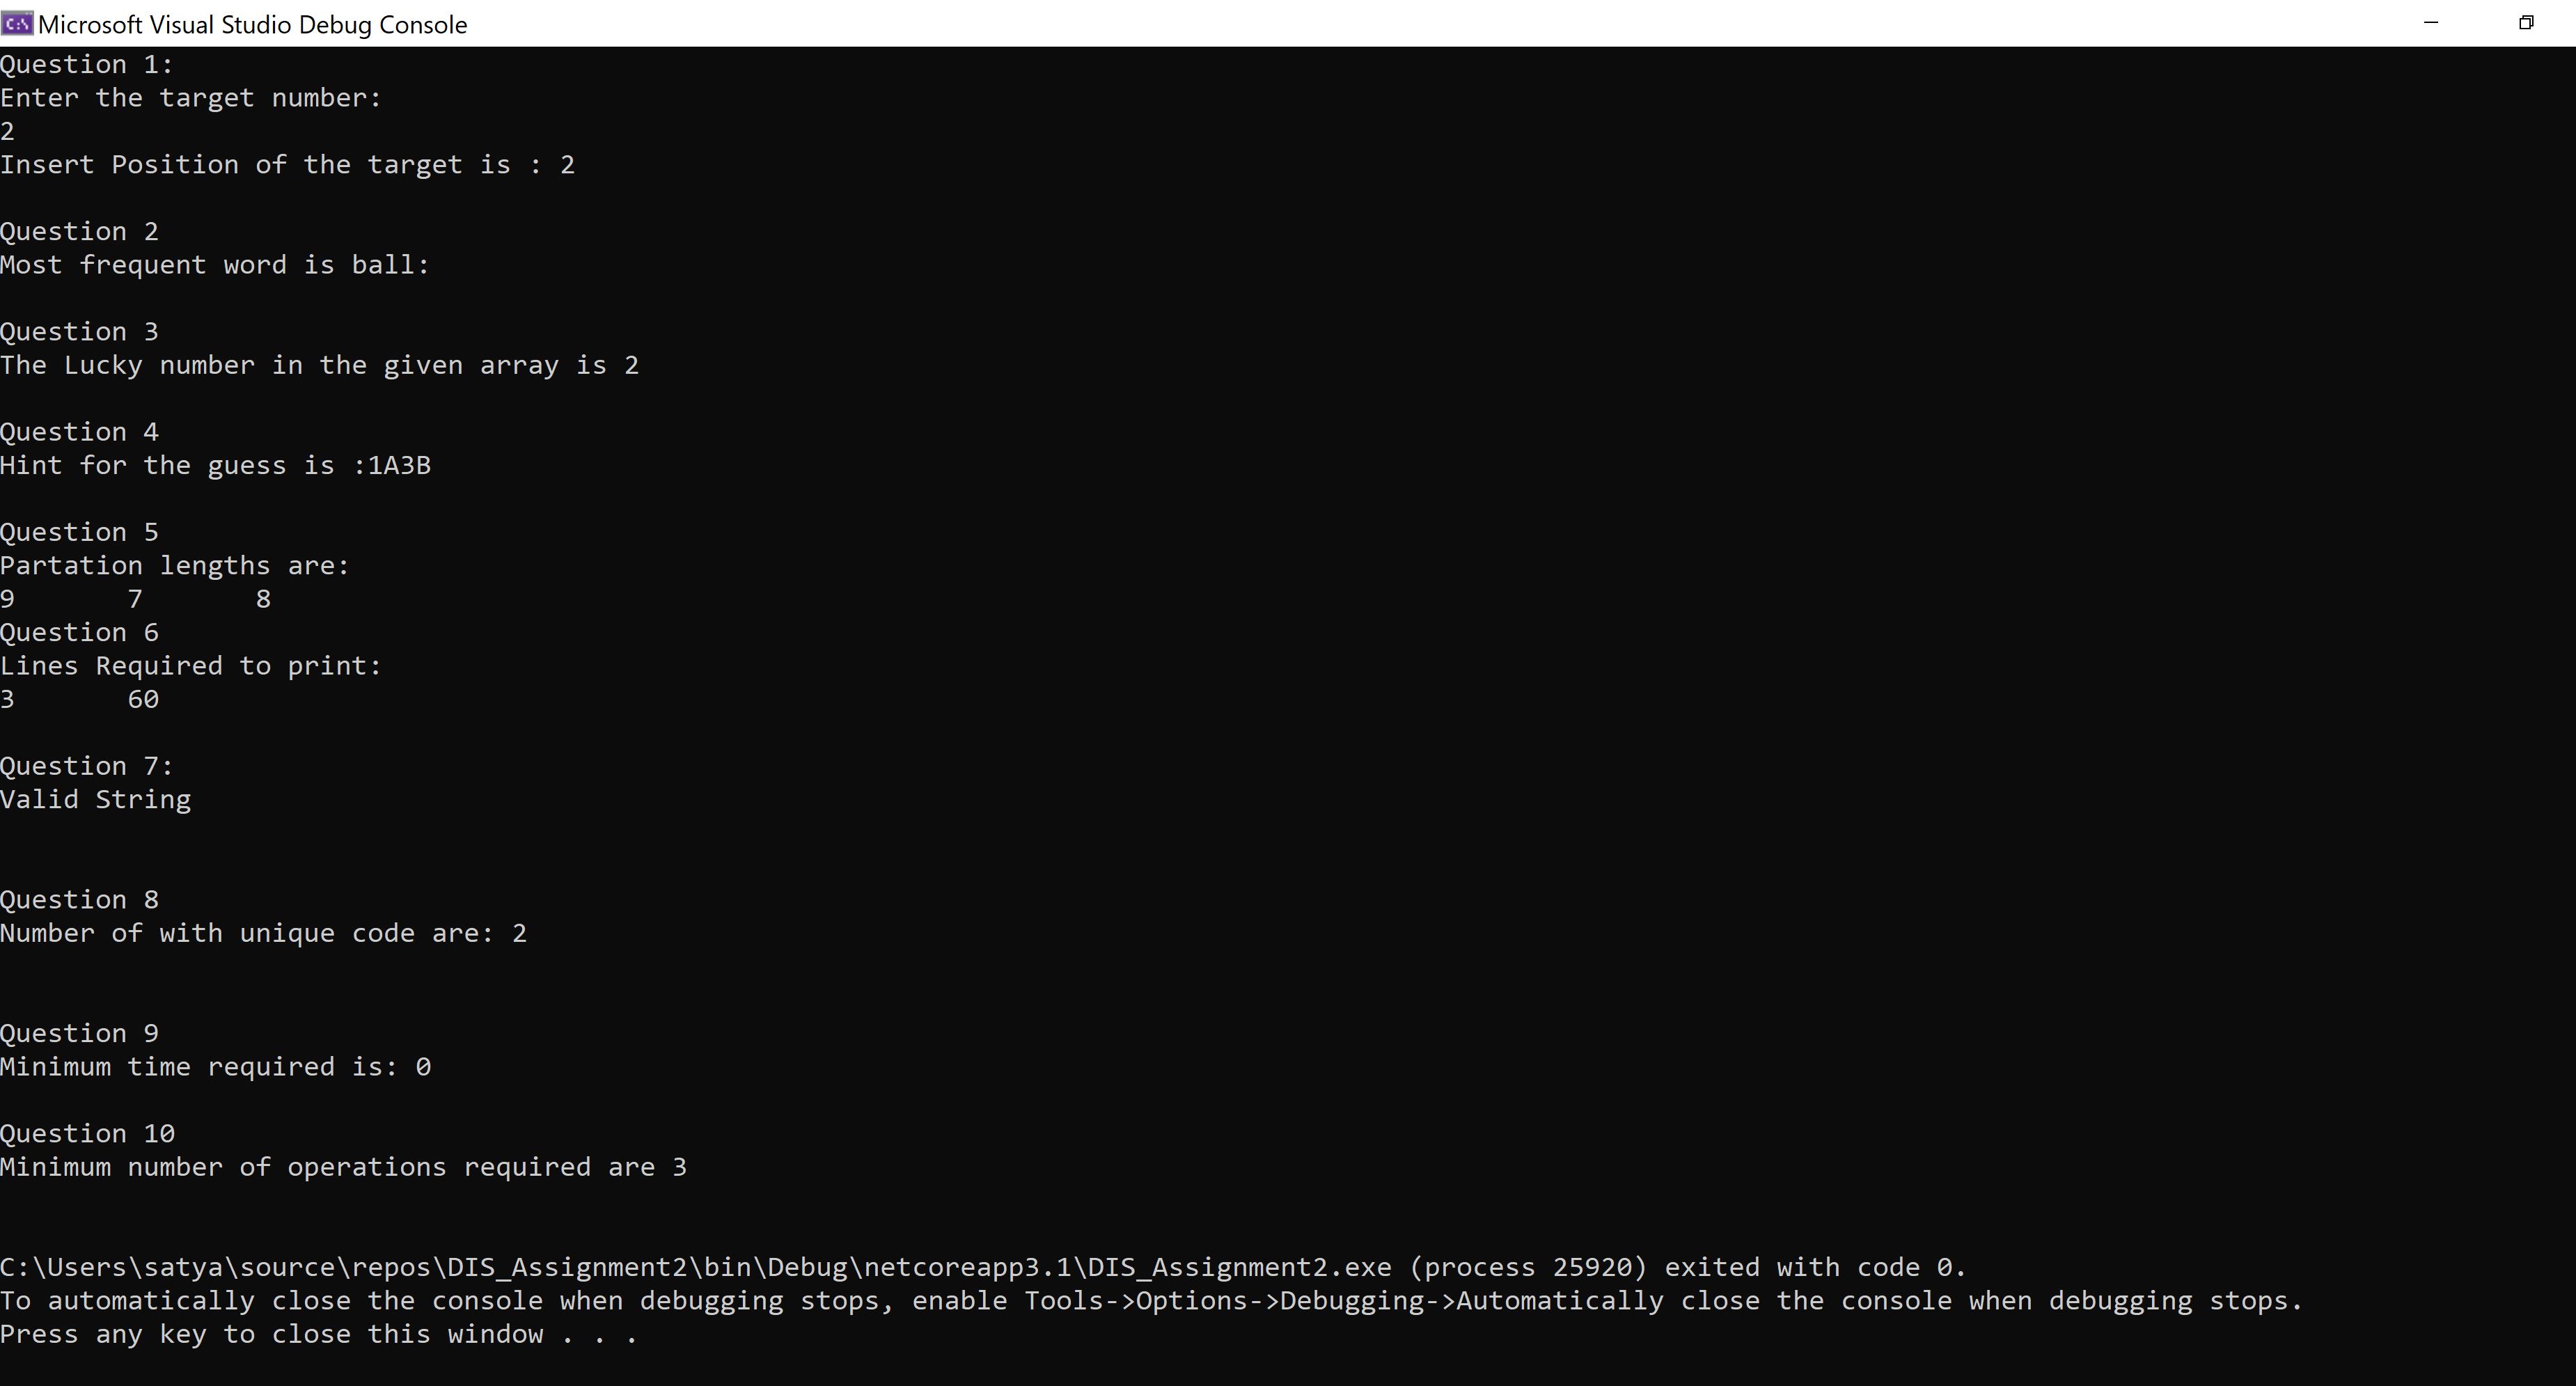 Microsoft Visual Studio Debug Console
Question 1:
Enter the target number:
2
Insert Position of the target is : 2
Question 2
Most frequent word is ball:
Question 3
The Lucky number in the given array is 2
Question 4
Hint for the guess is :1A3B
Question 5
Partation lengths are:
9 7 8
Question 6
Lines Required to print:
3 60
Question 7:
Valid String
Question 8
Number of with unique code are: 2
Question 9
Minimum time required is: 0
Question 10
Minimum number of operations required are 3
C:\Users\satya\source\repos\DIS_Assignment2\bin\Debug\netcoreapp3.1\DIS_Assignment2.exe (process 25920) exited with code 0.
To automatically close the console when debugging stops, enable Tools->Options->Debugging->Automatically close the console when debugging stops.
Press any key to close this window . . .